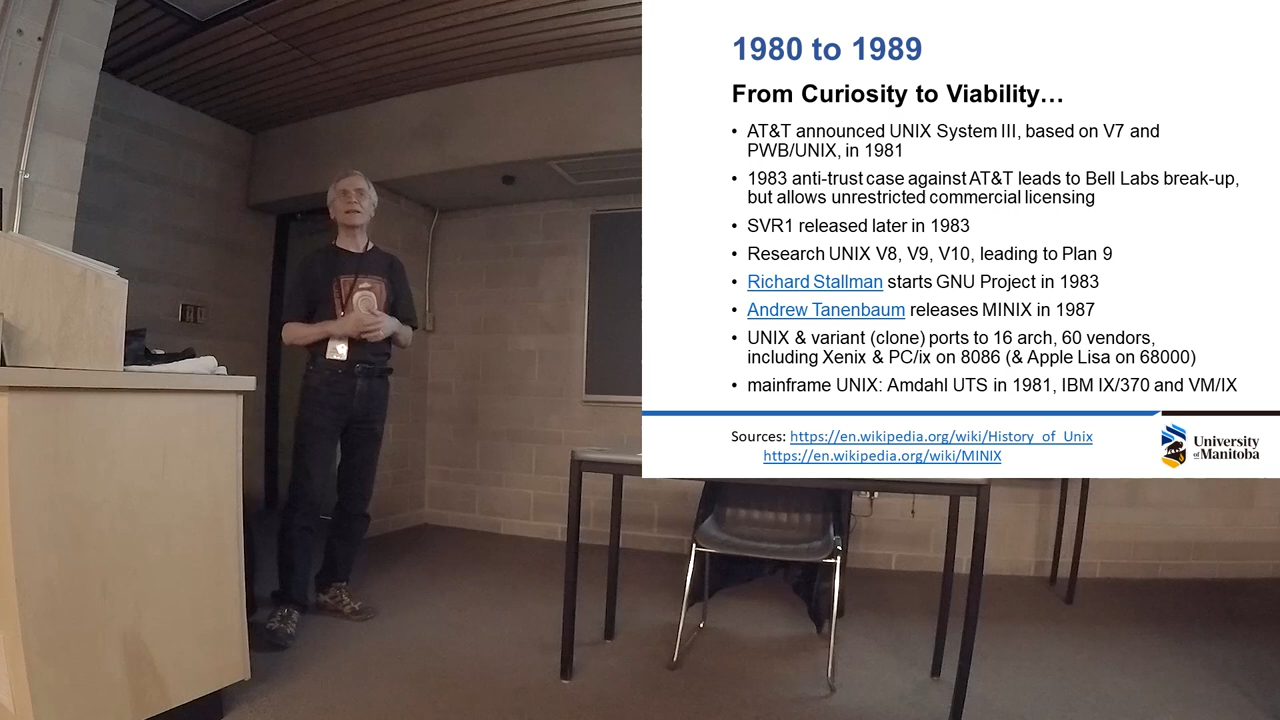 1980 to 1989
From Curiosity to Viability…
• AT&T announced UNIX System III, based on V7 and
PWB/UNIX, in 1981
• 1983 anti-trust case against AT&T leads to Bell Labs break-up,
but allows unrestricted commercial licensing
• SVR1 released later in 1983
• Research UNIX V8, V9, V10, leading to Plan 9
• Richard Stallman starts GNU Project in 1983
• Andrew Tanenbaum releases MINIX in 1987
• UNIX & variant (clone) ports to 16 arch, 60 vendors,
including Xenix & PC/ix on 8086 (& Apple Lisa on 68000)
• mainframe UNIX: Amdahl UTS in 1981, IBM IX/370 and VM/IX
Sources: https://en.wikipedia.org/wiki/History_of_Unix
https://en.wikipedia.org/wiki/MINIX
University
of Manitoba